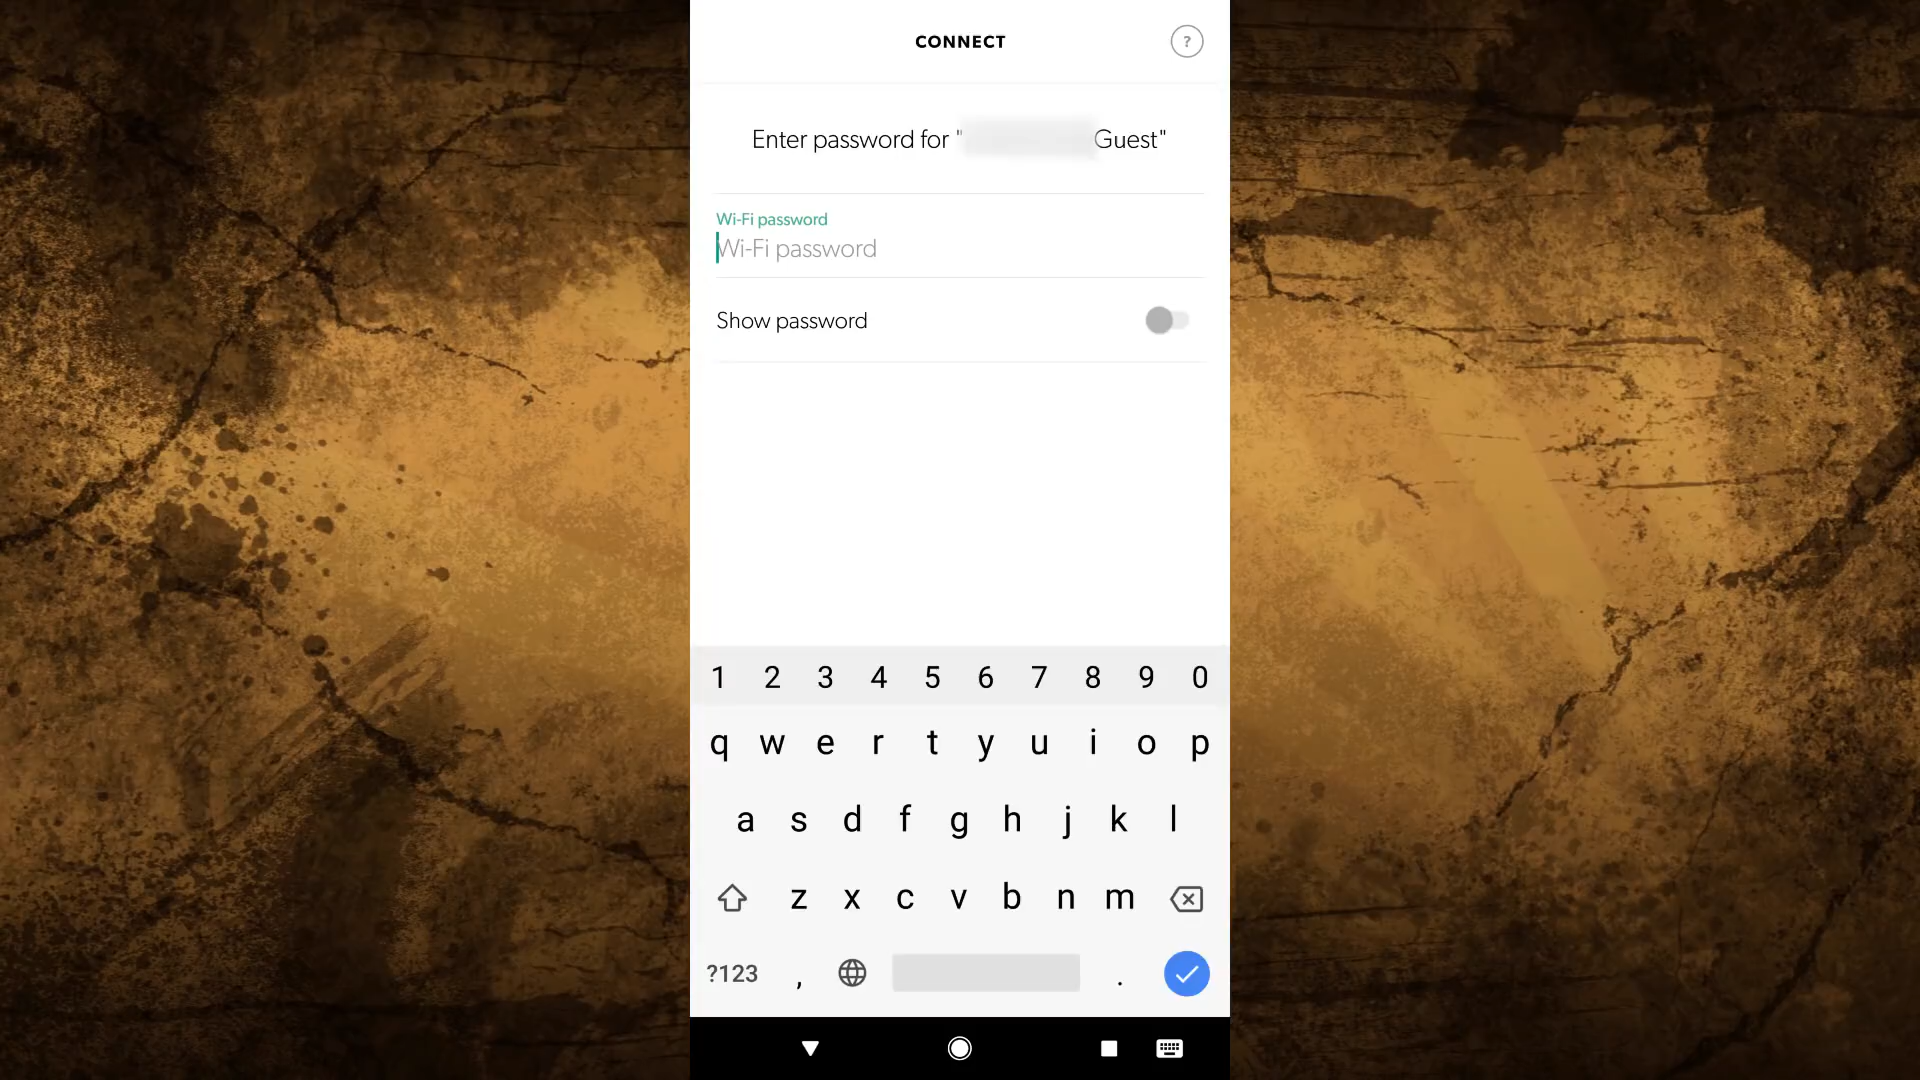 CONNECT ?
Enter password for " Guest"
Wi-Fi password
Wi-Fi password
Show password
1 2 3 4 5 6 7 8 9 0
q w e r t y u i o p
a s d f g h j k l
z x c v b n m
?123 , .